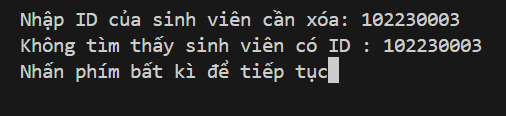 Nhập ID của sinh viên cần xóa: 102230003
Không tìm thấy sinh viên có ID : 102230003
Nhấn phím bất kì để tiếp tục